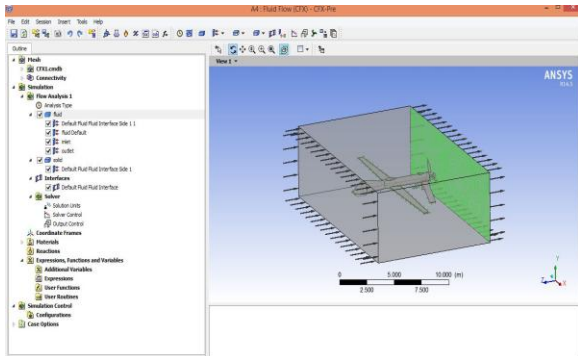 A4 : Fluid Flow (CFX) - CFX-Pre
File Edit Session Insert Tools Help
Outline
Mesh
CFX1.cmdb
Connectivity
Simulation
Flow Analysis 1
Analysis Type
fluid
Default Fluid Fluid Interface Side 1 1
fluid Default
inlet
outlet
solid
Default Fluid Fluid Interface Side 1
Interfaces
Default Fluid Fluid Interface
Solver
Solution Units
Solver Control
Output Control
Coordinate Frames
Materials
Reactions
Expressions, Functions and Variables
Additional Variables
Expressions
User Functions
User Routines
Simulation Control
Configurations
Case Options
View 1
ANSYS
R14.5
0 5.000 10.000 (m)
2.500 7.500
Y
Z X